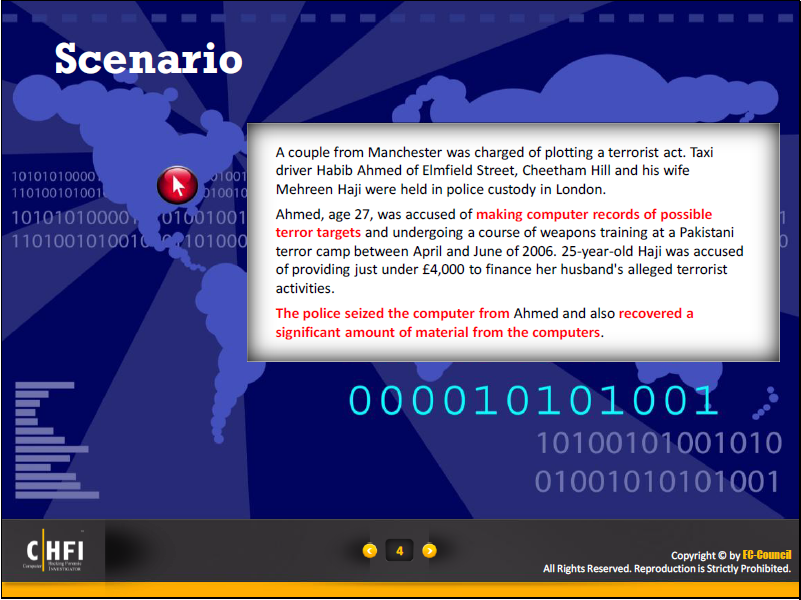 Scenario
A couple from Manchester was charged of plotting a terrorist act. Taxi
driver Habib Ahmed of Elmfield Street, Cheetham Hill and his wife
Mehreen Haji were held in police custody in London.
Ahmed, age 27, was accused of making computer records of possible
terror targets and undergoing a course of weapons training at a Pakistani
terror camp between April and June of 2006. 25-year-old Haji was accused
of providing just under £4,000 to finance her husband's alleged terrorist
activities.
The police seized the computer from Ahmed and also recovered a
significant amount of material from the computers.
000010101001
10100101001010
01001010101001
CHFI
Computer Hacking Forensic
INVESTIGATOR
4
Copyright © by EC-Council
All Rights Reserved. Reproduction is Strictly Prohibited.